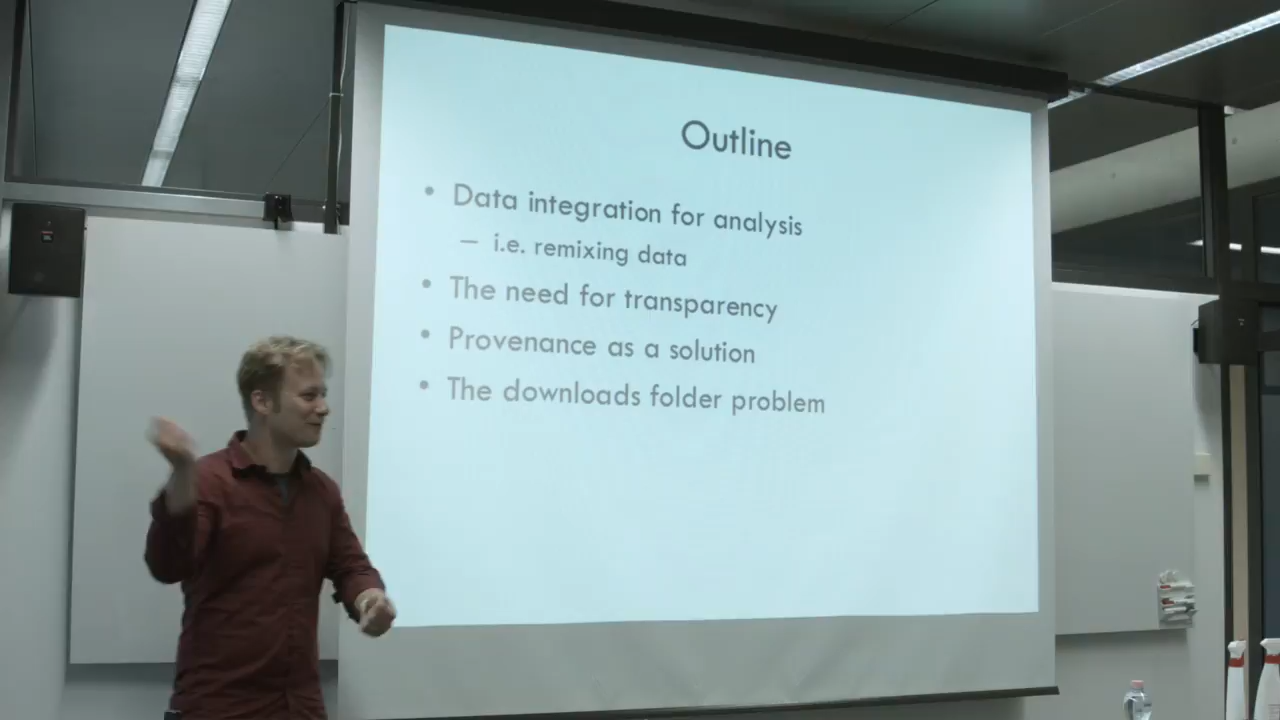 Outline
• Data integration for analysis
– i.e. remixing data
• The need for transparency
• Provenance as a solution
• The downloads folder problem